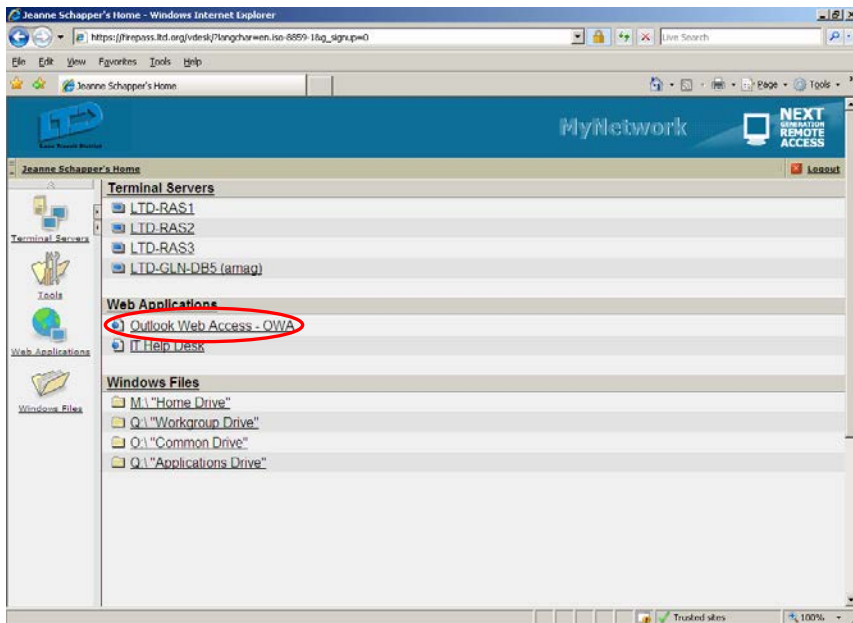 Jeanne Schapper's Home - Windows Internet Explorer
https://firepass.ltd.org/vdesk/?langchar=en.iso-8859-1&g_signup=0
Live Search
File Edit View Favorites Tools Help
Jeanne Schapper's Home
Page Tools
LTD
Lane Transit District
MyNetwork
NEXT
GENERATION
REMOTE
ACCESS
Jeanne Schapper's Home
Logout
Terminal Servers
Tools
Web Applications
Windows Files
Terminal Servers
LTD-RAS1
LTD-RAS2
LTD-RAS3
LTD-GLN-DB5 (amag)
Web Applications
Outlook Web Access - OWA
IT Help Desk
Windows Files
M:\ "Home Drive"
Q:\ "Workgroup Drive"
O:\ "Common Drive"
Q:\ "Applications Drive"
Trusted sites
100%